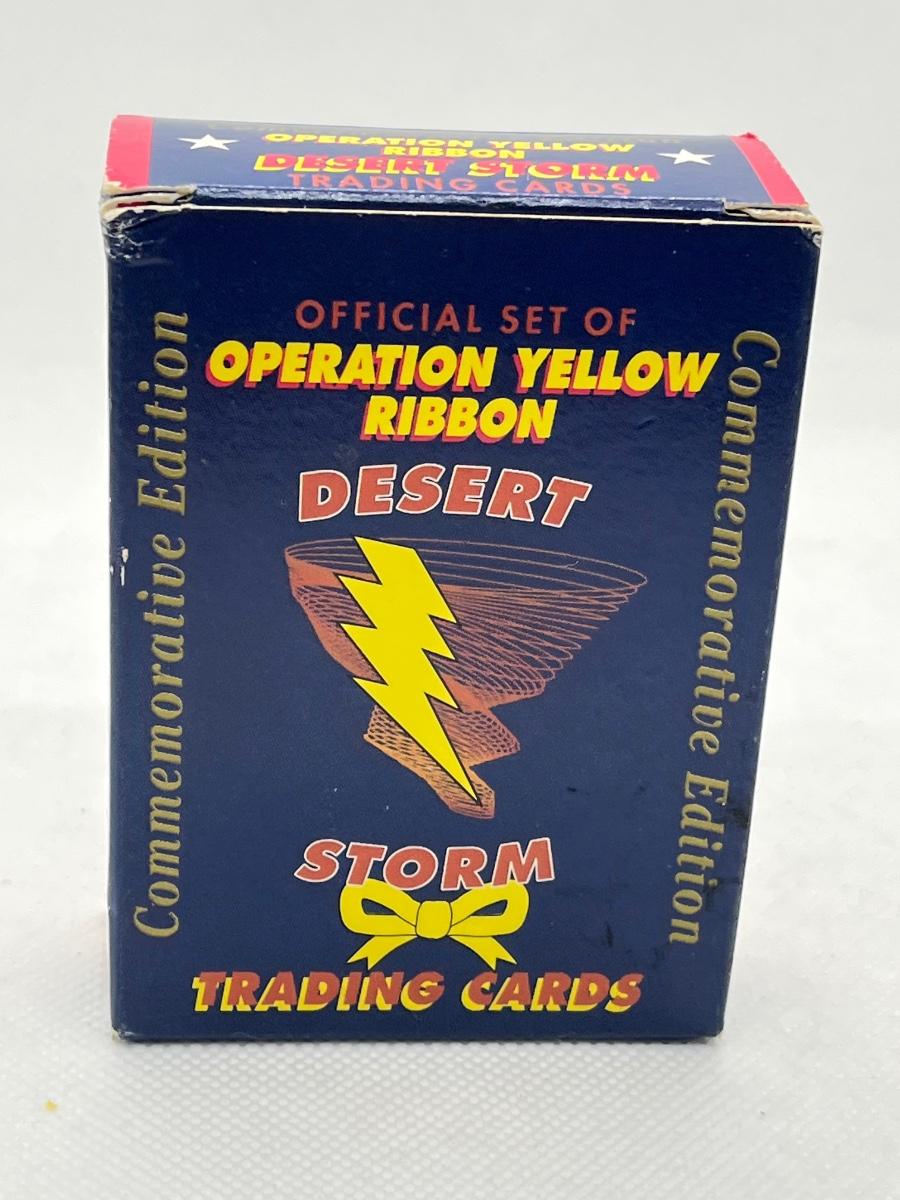 OPERATION YELLOW
RIBBON
DESERT STORM
TRADING CARDS
OFFICIAL SET OF
OPERATION YELLOW
RIBBON
DESERT
STORM
TRADING CARDS
Commemorative Edition
Commemorative Edition